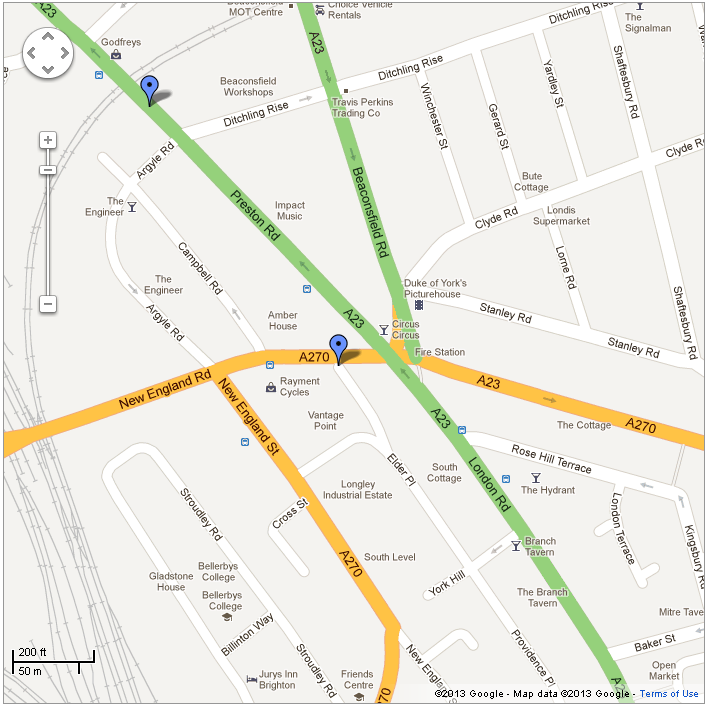 A23
Beaconsfield
MOT Centre
Choice Vehicle
Rentals
Ditchling Rise
The
Signalman
Godfreys
A23
Beaconsfield
Workshops
Ditchling Rise
Travis Perkins
Trading Co
Ditchling Rise
Winchester St
Gerard St
Yardley St
Shaftesbury Rd
Clyde Rd
Argyle Rd
The
Engineer
Preston Rd
Impact
Music
Beaconsfield Rd
Bute
Cottage
Clyde Rd
Londis
Supermarket
Lorne Rd
Campbell Rd
The
Engineer
Argyle Rd
Amber
House
A23
Duke of York's
Picturehouse
Circus
Circus
Stanley Rd
Stanley Rd
Shaftesbury Rd
Fire Station
A270
New England Rd
New England St
Rayment
Cycles
Vantage
Point
A23
A23
The Cottage
A270
Elder Pl
London Rd
South
Cottage
Rose Hill Terrace
The Hydrant
London Terrace
Kingsbury Rd
Longley
Industrial Estate
Cross St
Stroudley Rd
A270
South Level
Branch
Tavern
York Hill
The Branch
Tavern
Providence Pl
Mitre Tave
Baker St
Open
Market
Gladstone
House
Bellerbys
College
Bellerbys
College
Billinton Way
Stroudley Rd
Jurys Inn
Brighton
Friends
Centre
New England
200 ft
50 m
©2013 Google - Map data ©2013 Google - Terms of Use